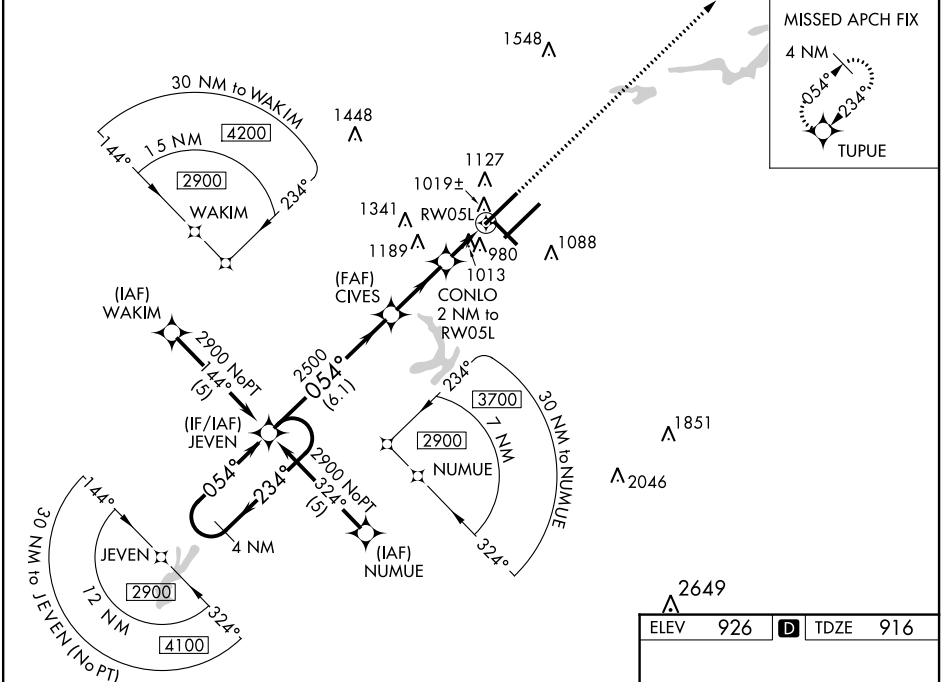 MISSED APCH FIX
4 NM
054°
234°
TUPUE
1548
30 NM to WAKIM
4200
1448
144°
15 NM
2900
234°
WAKIM
1127
1019±
RW05L
1341
1189
980
1013
1088
(FAF)
CIVES
CONLO
2 NM to
RW05L
(IAF)
WAKIM
2900 NoPT
144°
(5)
2500
054°
(6.1)
(IF/IAF)
JEVEN
234°
3700
7 NM
30 NM to NUMUE
2900
NUMUE
324°
1851
2046
054°
234°
2900 NoPT
324°
(5)
4 NM
(IAF)
NUMUE
144°
JEVEN
2900
12 NM
324°
4100
30 NM to JEVEN (No PT)
2649
ELEV 926 D TDZE 916